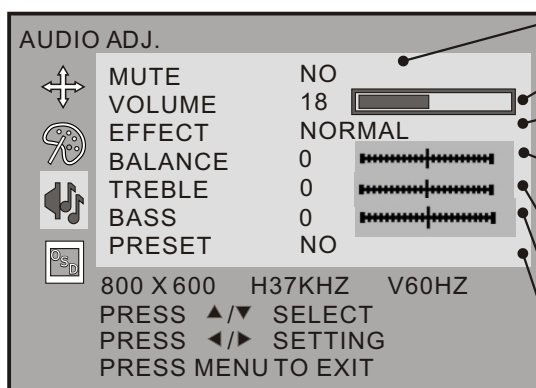 AUDIO ADJ.
MUTE NO
VOLUME 18
EFFECT NORMAL
BALANCE 0
TREBLE 0
BASS 0
PRESET NO
OSD
800 X 600 H37KHZ V60HZ
PRESS ▲/▼ SELECT
PRESS ◄/► SETTING
PRESS MENU TO EXIT